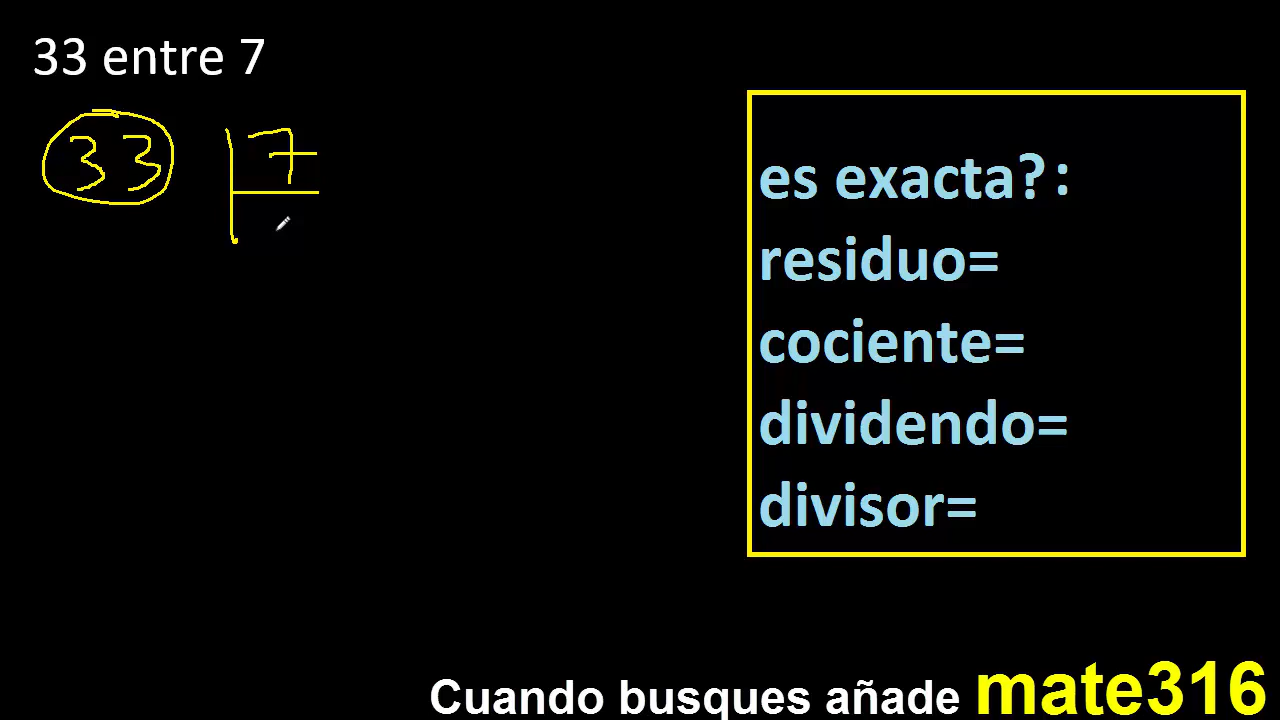 33 entre 7
33 7
es exacta?:
residuo=
cociente=
dividendo=
divisor=
Cuando busques añade mate316